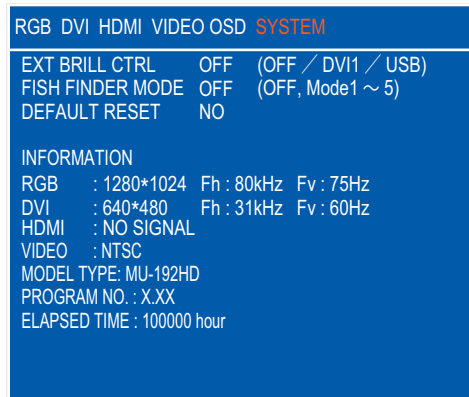 RGB DVI HDMI VIDEO OSD SYSTEM
EXT BRILL CTRL OFF (OFF／DVI1／USB)
FISH FINDER MODE OFF (OFF, Mode1～5)
DEFAULT RESET NO
INFORMATION
RGB : 1280*1024 Fh : 80kHz Fv : 75Hz
DVI : 640*480 Fh : 31kHz Fv : 60Hz
HDMI : NO SIGNAL
VIDEO : NTSC
MODEL TYPE: MU-192HD
PROGRAM NO. : X.XX
ELAPSED TIME : 100000 hour